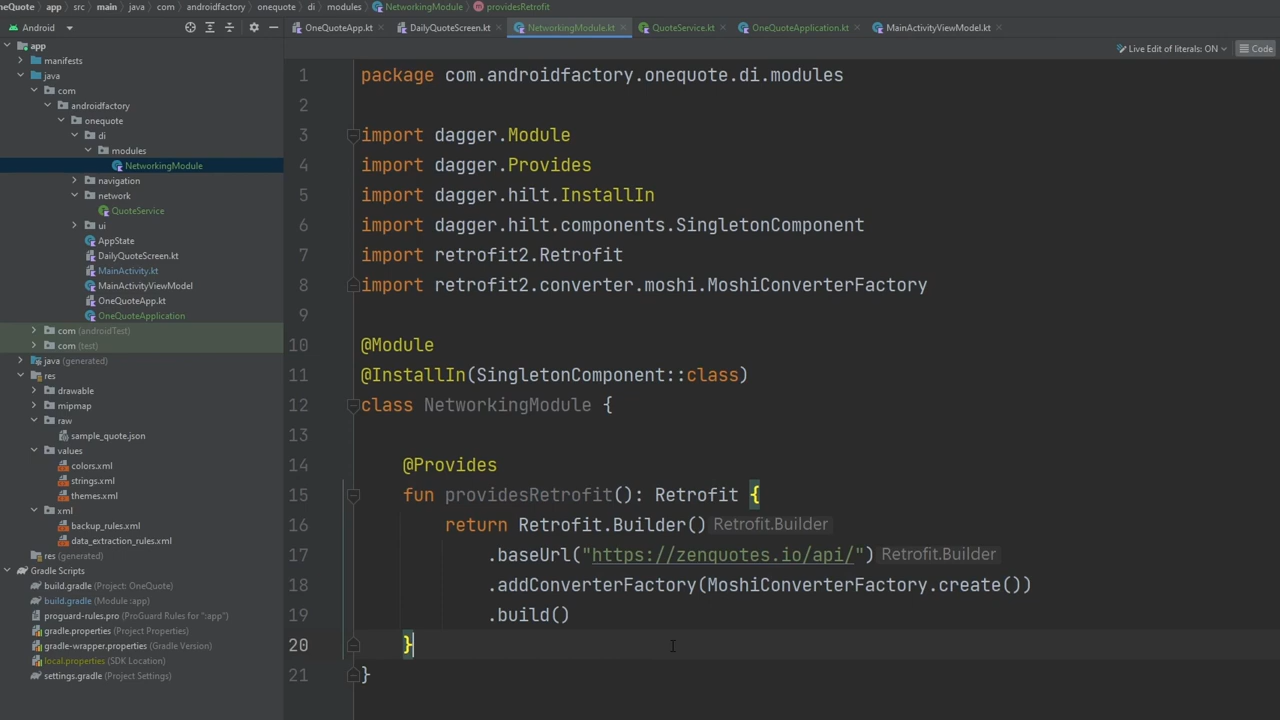 OneQuote app src main java com androidfactory onequote di modules NetworkingModule providesRetrofit
Android
OneQuoteApp.kt DailyQuoteScreen.kt NetworkingModule.kt QuoteService.kt OneQuoteApplication.kt MainActivityViewModel.kt
Live Edit of literals: ON Code
app
manifests
java
com
androidfactory
onequote
di
modules
NetworkingModule
navigation
network
QuoteService
ui
AppState
DailyQuoteScreen.kt
MainActivity.kt
MainActivityViewModel
OneQuoteApp.kt
OneQuoteApplication
com (androidTest)
com (test)
java (generated)
res
drawable
mipmap
raw
sample_quote.json
values
colors.xml
strings.xml
themes.xml
xml
backup_rules.xml
data_extraction_rules.xml
res (generated)
Gradle Scripts
build.gradle (Project: OneQuote)
build.gradle (Module :app)
proguard-rules.pro (ProGuard Rules for ":app")
gradle.properties (Project Properties)
gradle-wrapper.properties (Gradle Version)
local.properties (SDK Location)
settings.gradle (Project Settings)
1 package com.androidfactory.onequote.di.modules
2
3 import dagger.Module
4 import dagger.Provides
5 import dagger.hilt.InstallIn
6 import dagger.hilt.components.SingletonComponent
7 import retrofit2.Retrofit
8 import retrofit2.converter.moshi.MoshiConverterFactory
9
10 @Module
11 @InstallIn(SingletonComponent::class)
12 class NetworkingModule {
13
14 @Provides
15 fun providesRetrofit(): Retrofit {
16 return Retrofit.Builder() Retrofit.Builder
17 .baseUrl("https://zenquotes.io/api/") Retrofit.Builder
18 .addConverterFactory(MoshiConverterFactory.create())
19 .build()
20 }
21 }